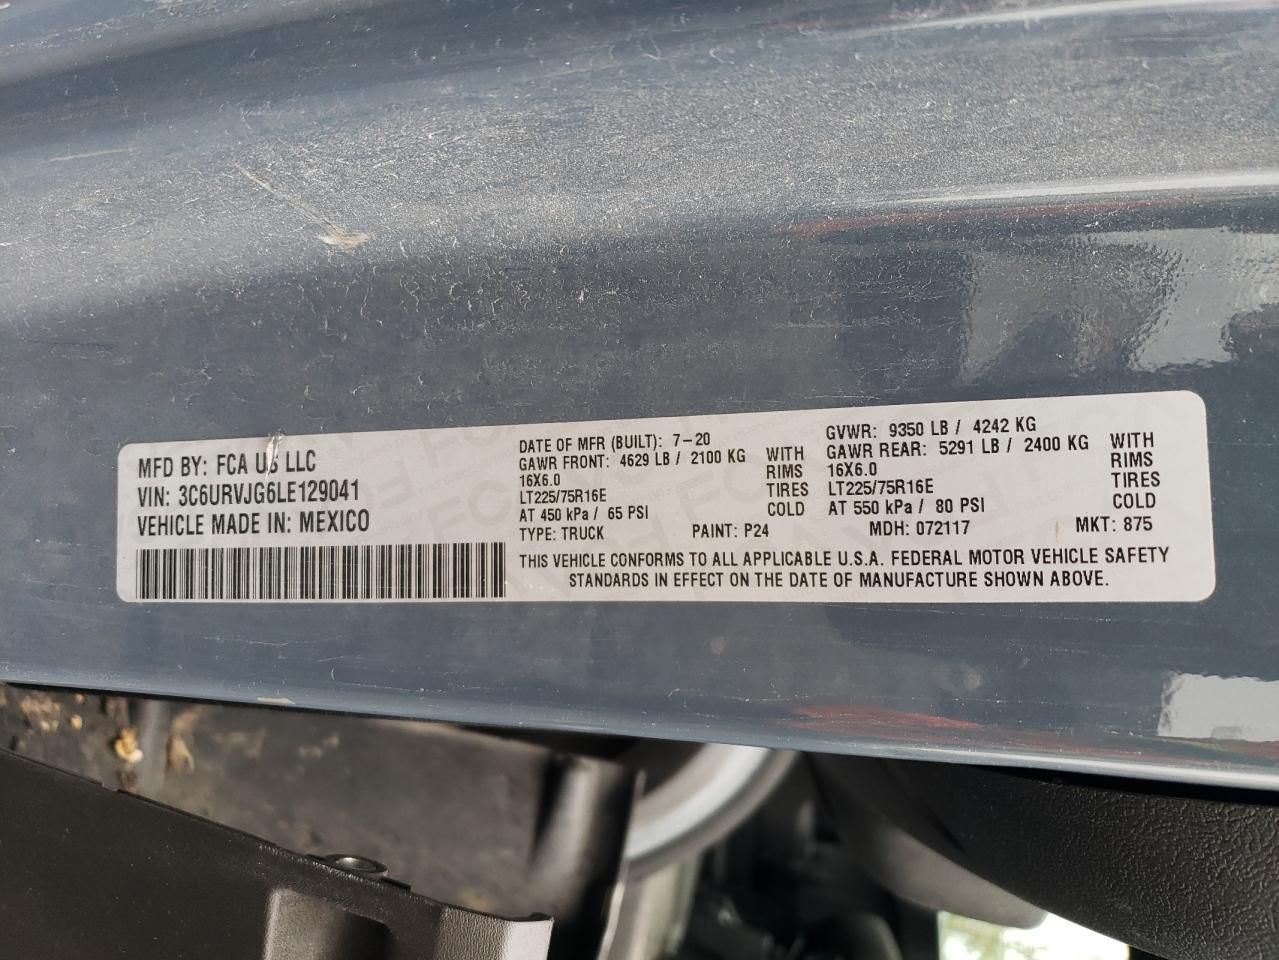 MFD BY: FCA US LLC
VIN: 3C6URVJG6LE129041
VEHICLE MADE IN: MEXICO
DATE OF MFR (BUILT): 7-20
GAWR FRONT: 4629 LB / 2100 KG WITH
16X6.0 RIMS
LT225/75R16E TIRES
AT 450 kPa / 65 PSI COLD
TYPE: TRUCK PAINT: P24
GVWR: 9350 LB / 4242 KG
GAWR REAR: 5291 LB / 2400 KG WITH
16X6.0 RIMS
LT225/75R16E TIRES
AT 550 kPa / 80 PSI COLD
MDH: 072117 MKT: 875
THIS VEHICLE CONFORMS TO ALL APPLICABLE U.S.A. FEDERAL MOTOR VEHICLE SAFETY
STANDARDS IN EFFECT ON THE DATE OF MANUFACTURE SHOWN ABOVE.